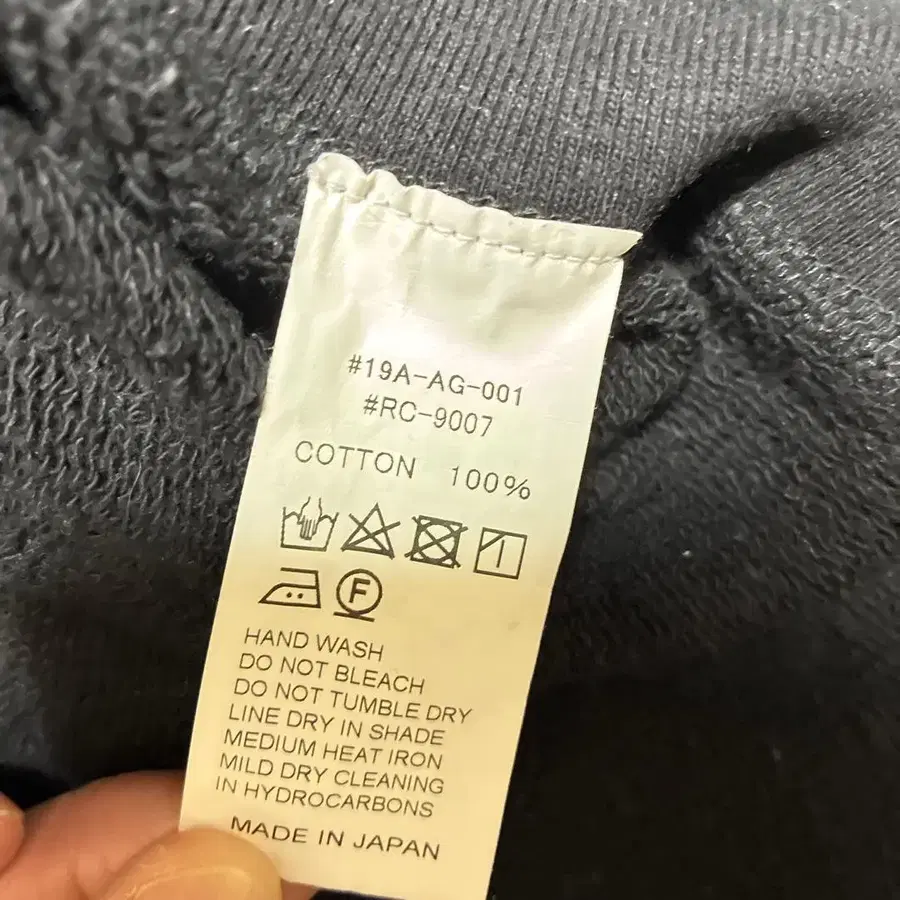 #19A-AG-001
#RC-9007
COTTON 100%
F
HAND WASH
DO NOT BLEACH
DO NOT TUMBLE DRY
LINE DRY IN SHADE
MEDIUM HEAT IRON
MILD DRY CLEANING
IN HYDROCARBONS
MADE IN JAPAN